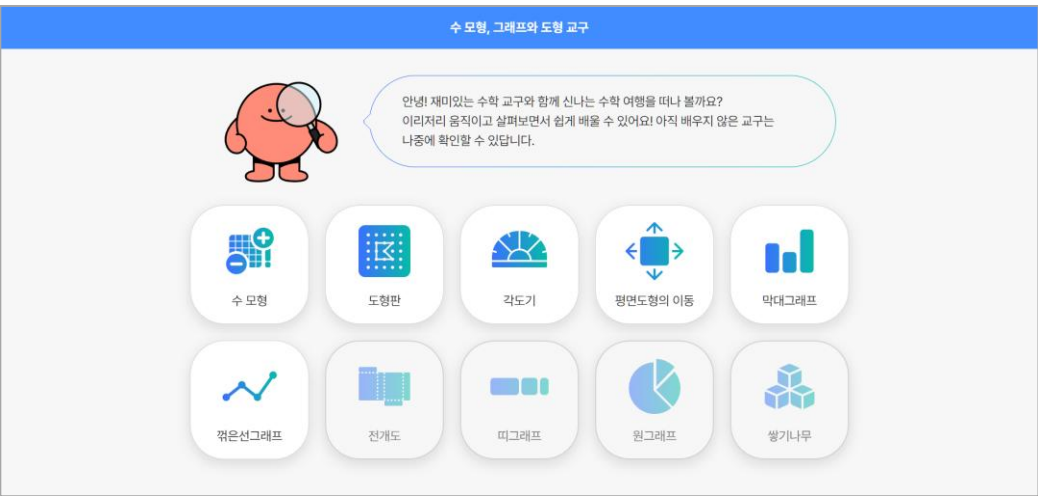 수 모형, 그래프와 도형 교구
안녕! 재미있는 수학 교구와 함께 신나는 수학 여행을 떠나 볼까요?
이리저리 움직이고 살펴보면서 쉽게 배울 수 있어요! 아직 배우지 않은 교구는
나중에 확인할 수 있답니다.
수 모형
도형판
각도기
평면도형의 이동
막대그래프
꺾은선그래프
전개도
띠그래프
원그래프
쌓기나무